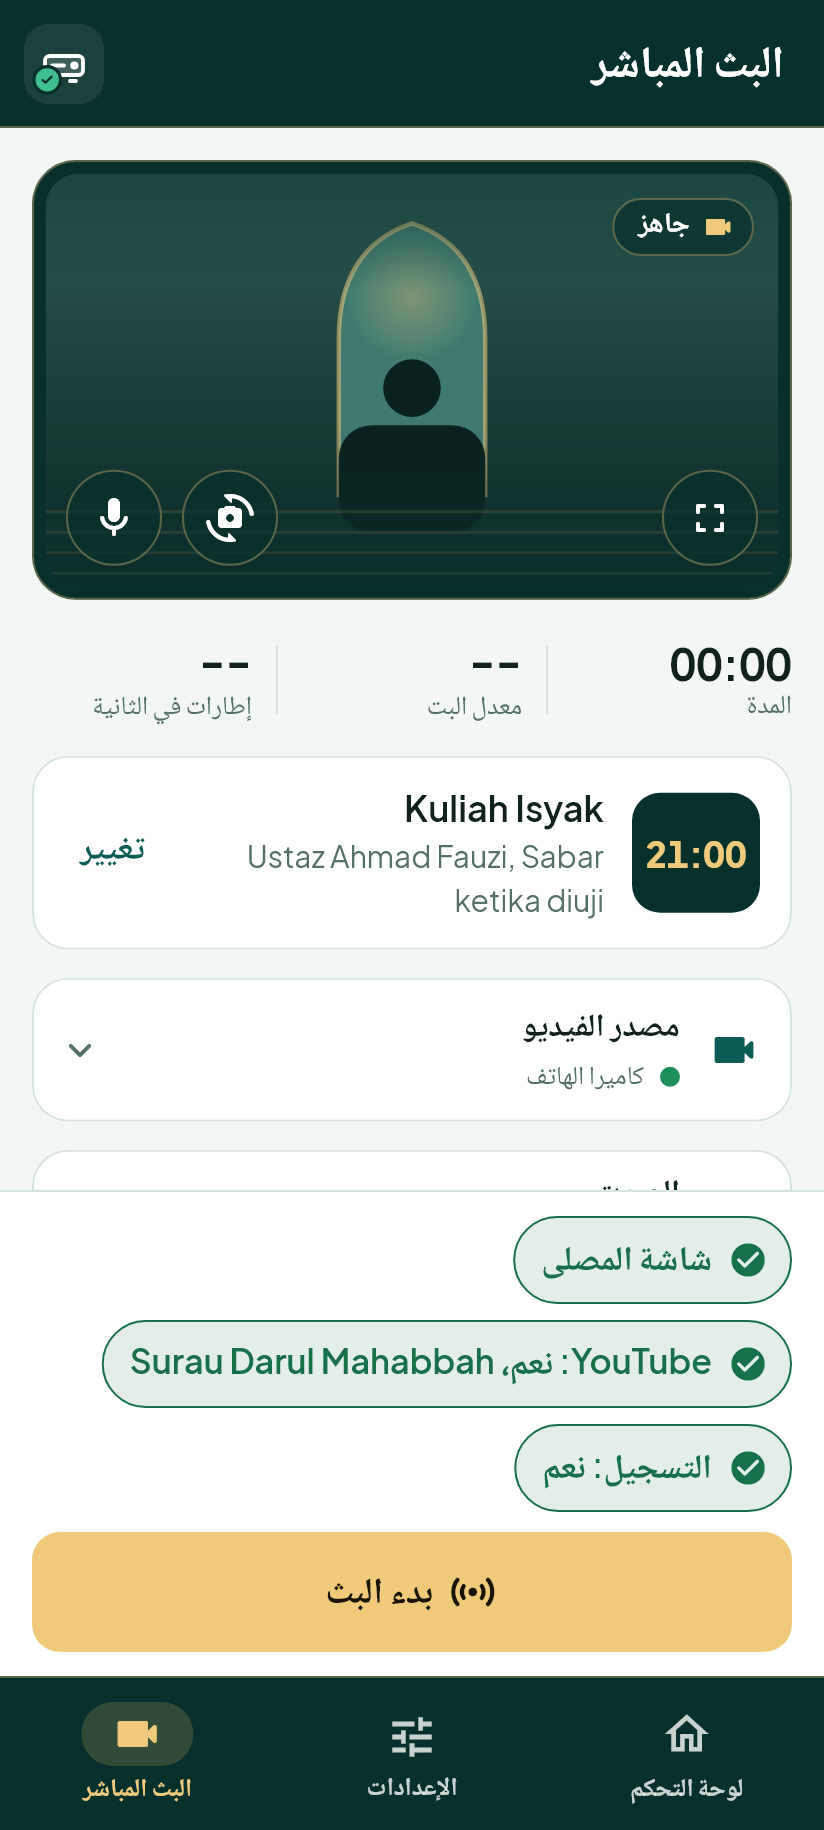 البث المباشر
جاهز
00:00
المدة
--
معدل البت
--
إطارات في الثانية
21:00
Kuliah Isyak
Ustaz Ahmad Fauzi, Sabar
ketika diuji
تغيير
مصدر الفيديو
كاميرا الهاتف
شاشة المصلى
YouTube: نعم، Surau Darul Mahabbah
التسجيل: نعم
بدء البث
لوحة التحكم
الإعدادات
البث المباشر